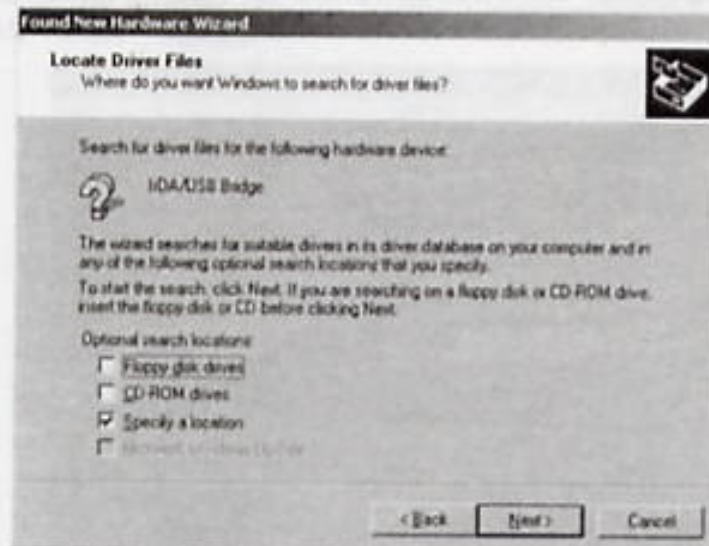 Found New Hardware Wizard
Locate Driver Files
Where do you want Windows to search for driver files?
Search for driver files for the following hardware device:
IrDA/USB Bridge
The wizard searches for suitable drivers in its driver database on your computer and in
any of the following optional search locations that you specify.
To start the search, click Next. If you are searching on a floppy disk or CD-ROM drive,
insert the floppy disk or CD before clicking Next.
Optional search locations:
Floppy disk drives
CD-ROM drives
Specify a location
< Back
Next >
Cancel